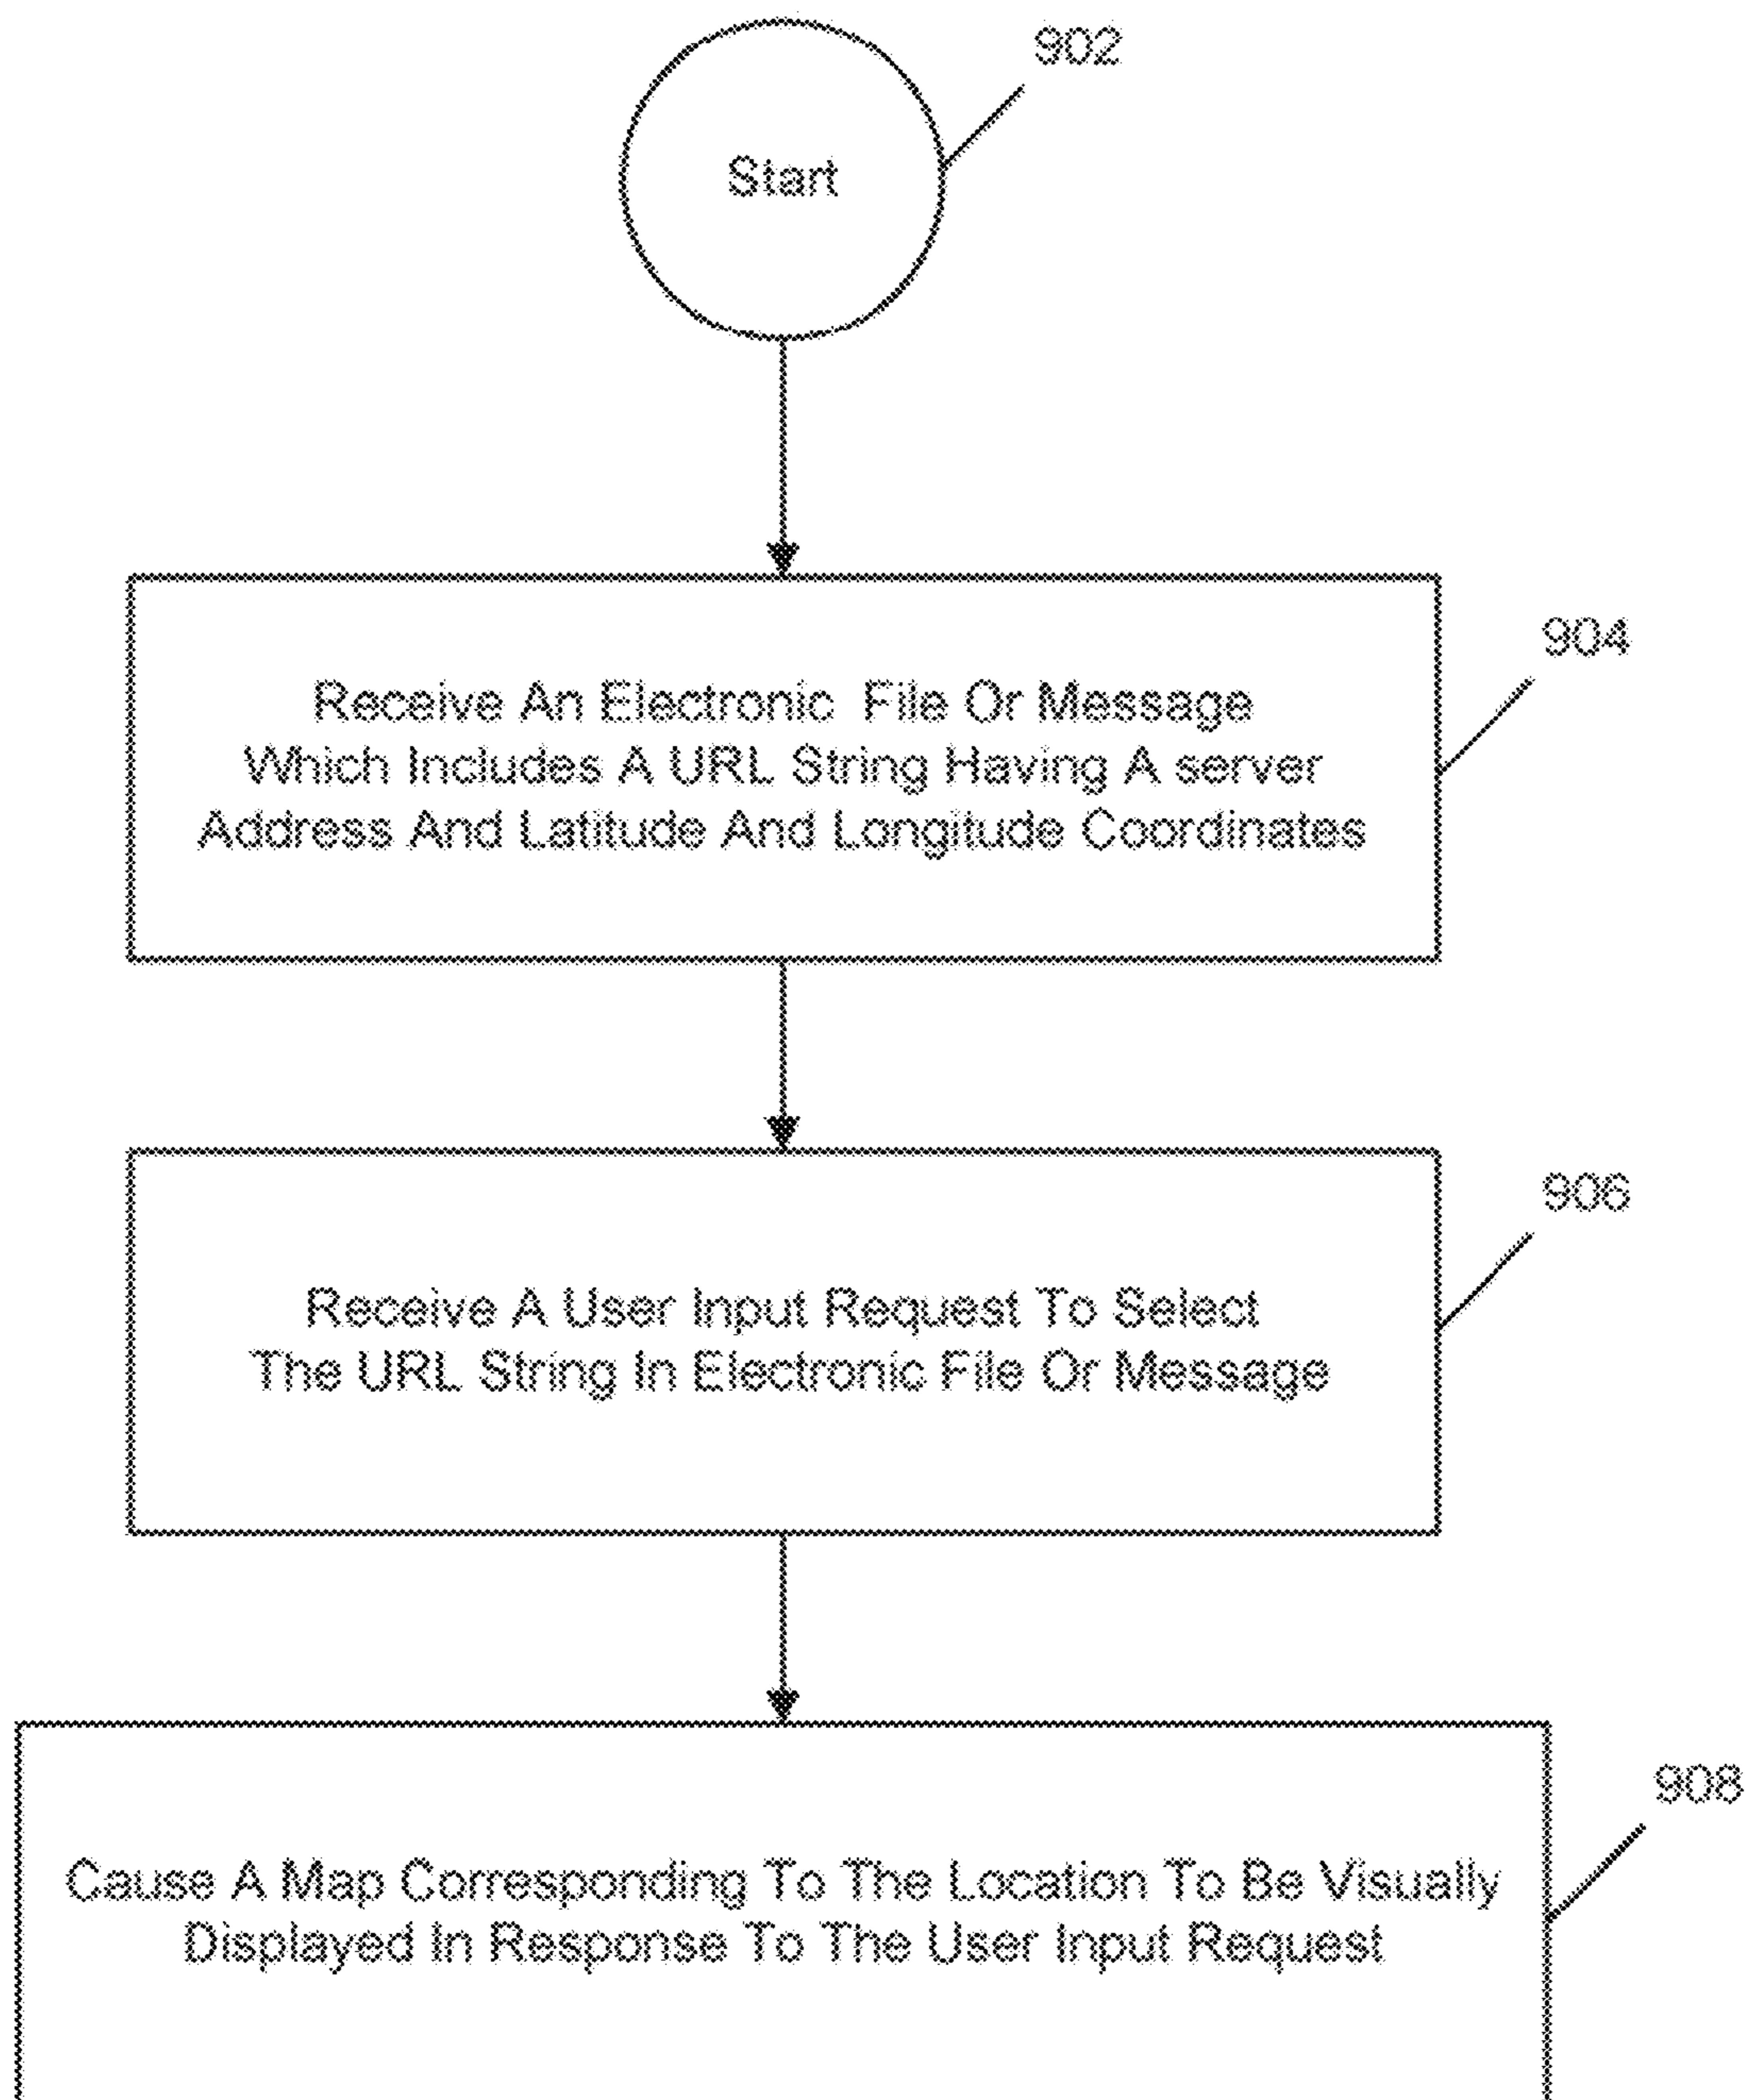 902
Start
904
Receive An Electronic File Or Message
Which Includes A URL String Having A server
Address And Latitude And Longitude Coordinates
906
Receive A User Input Request To Select
The URL String In Electronic File Or Message
908
Cause A Map Corresponding To The Location To Be Visually
Displayed In Response To The User Input Request